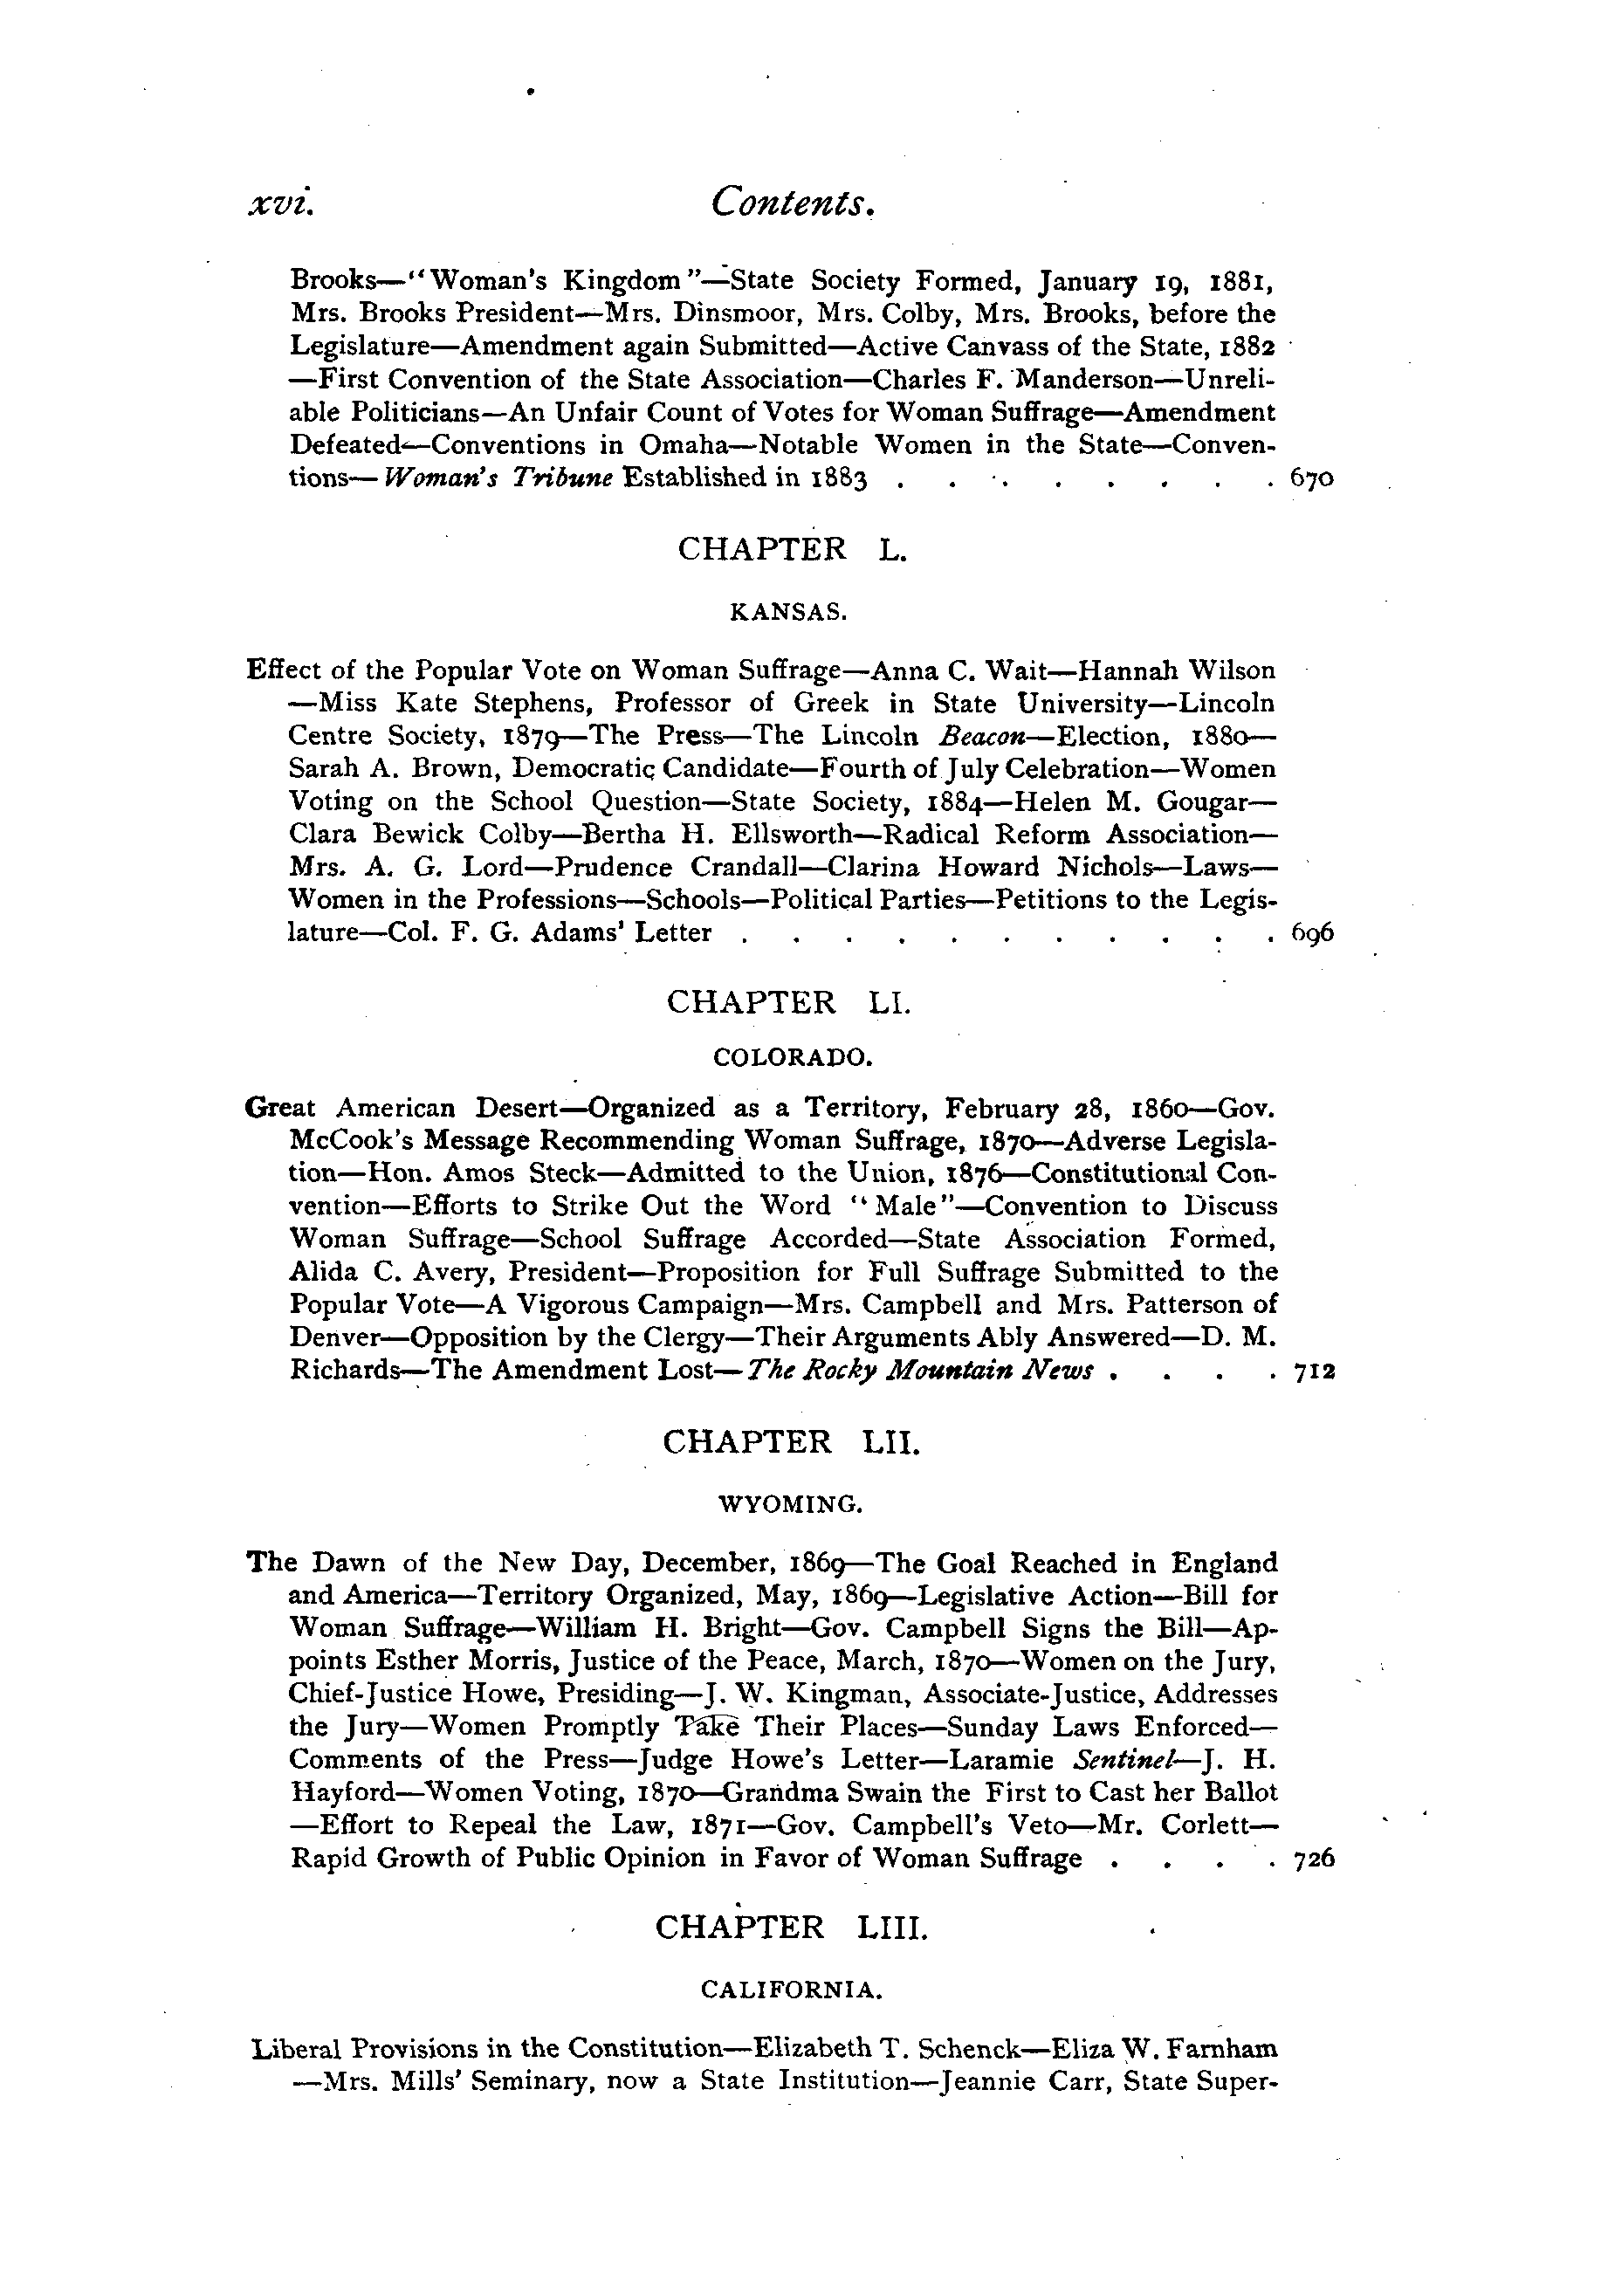 xvi. Contents.
Brooks—"Woman's Kingdom"—State Society Formed, January 19, 1881,
Mrs. Brooks President—Mrs. Dinsmoor, Mrs. Colby, Mrs. Brooks, before the
Legislature—Amendment again Submitted—Active Canvass of the State, 1882
—First Convention of the State Association—Charles F. Manderson—Unreli-
able Politicians—An Unfair Count of Votes for Woman Suffrage—Amendment
Defeated—Conventions in Omaha—Notable Women in the State—Conven-
tions—Woman's Tribune Established in 1883 . . . . . . . . 670
CHAPTER L.
KANSAS.
Effect of the Popular Vote on Woman Suffrage—Anna C. Wait—Hannah Wilson
—Miss Kate Stephens, Professor of Greek in State University—Lincoln
Centre Society, 1879—The Press—The Lincoln Beacon—Election, 1880—
Sarah A. Brown, Democratic Candidate—Fourth of July Celebration—Women
Voting on the School Question—State Society, 1884—Helen M. Gougar—
Clara Bewick Colby—Bertha H. Ellsworth—Radical Reform Association—
Mrs. A. G. Lord—Prudence Crandall—Clarina Howard Nichols—Laws—
Women in the Professions—Schools—Political Parties—Petitions to the Legis-
lature—Col. F. G. Adams' Letter . . . . . . . . . . . 696
CHAPTER LI.
COLORADO.
Great American Desert—Organized as a Territory, February 28, 1860—Gov.
McCook's Message Recommending Woman Suffrage, 1870—Adverse Legisla-
tion—Hon. Amos Steck—Admitted to the Union, 1876—Constitutional Con-
vention—Efforts to Strike Out the Word "Male"—Convention to Discuss
Woman Suffrage—School Suffrage Accorded—State Association Formed,
Alida C. Avery, President—Proposition for Full Suffrage Submitted to the
Popular Vote—A Vigorous Campaign—Mrs. Campbell and Mrs. Patterson of
Denver—Opposition by the Clergy—Their Arguments Ably Answered—D. M.
Richards—The Amendment Lost—The Rocky Mountain News . . . . 712
CHAPTER LII.
WYOMING.
The Dawn of the New Day, December, 1869—The Goal Reached in England
and America—Territory Organized, May, 1869—Legislative Action—Bill for
Woman Suffrage—William H. Bright—Gov. Campbell Signs the Bill—Ap-
points Esther Morris, Justice of the Peace, March, 1870—Women on the Jury,
Chief-Justice Howe, Presiding—J. W. Kingman, Associate-Justice, Addresses
the Jury—Women Promptly Take Their Places—Sunday Laws Enforced—
Comments of the Press—Judge Howe's Letter—Laramie Sentinel—J. H.
Hayford—Women Voting, 1870—Grandma Swain the First to Cast her Ballot
—Effort to Repeal the Law, 1871—Gov. Campbell's Veto—Mr. Corlett—
Rapid Growth of Public Opinion in Favor of Woman Suffrage . . . . 726
CHAPTER LIII.
CALIFORNIA.
Liberal Provisions in the Constitution—Elizabeth T. Schenck—Eliza W. Farnham
—Mrs. Mills' Seminary, now a State Institution—Jeannie Carr, State Super-